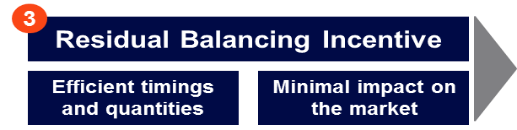 3
Residual Balancing Incentive
Efficient timings
and quantities
Minimal impact on
the market